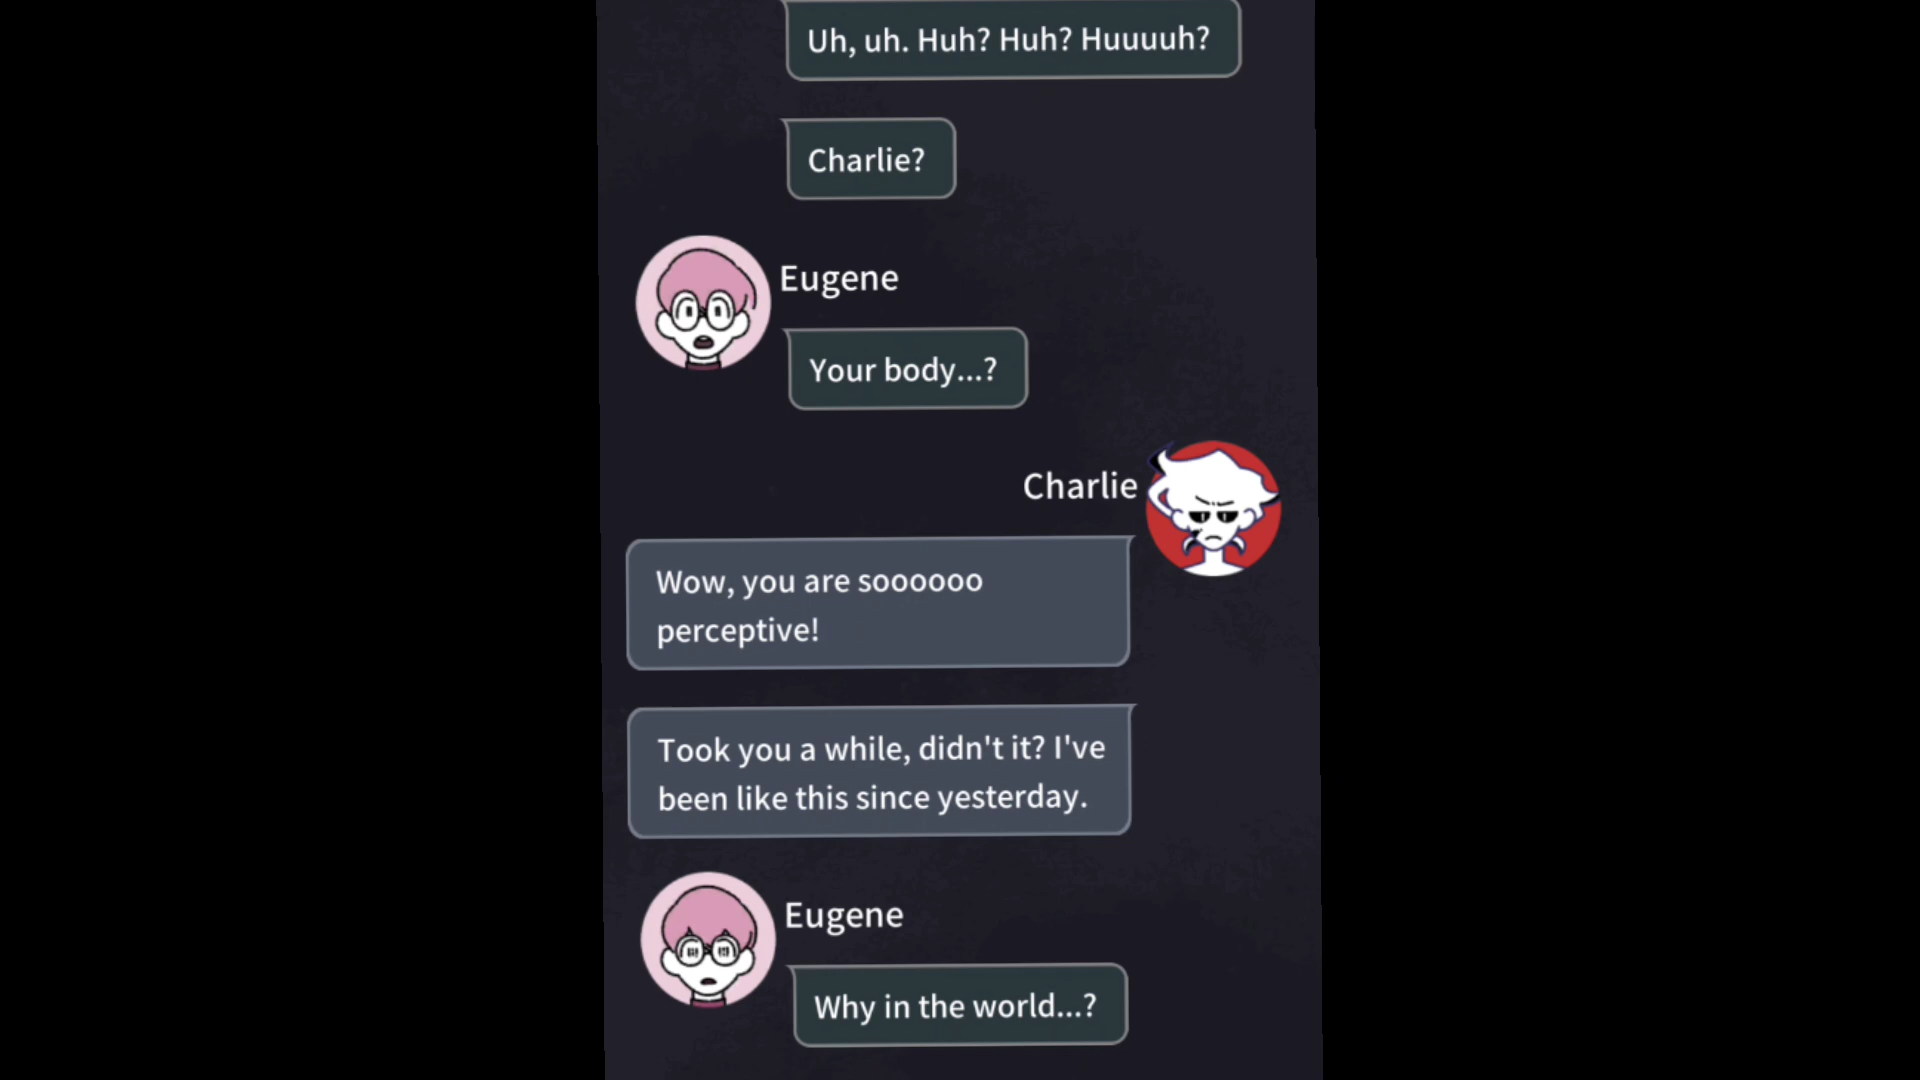 Uh, uh. Huh? Huh? Huuuuh?
Charlie?
Eugene
Your body...?
Charlie
Wow, you are soooooo
perceptive!
Took you a while, didn't it? I've
been like this since yesterday.
Eugene
Why in the world...?